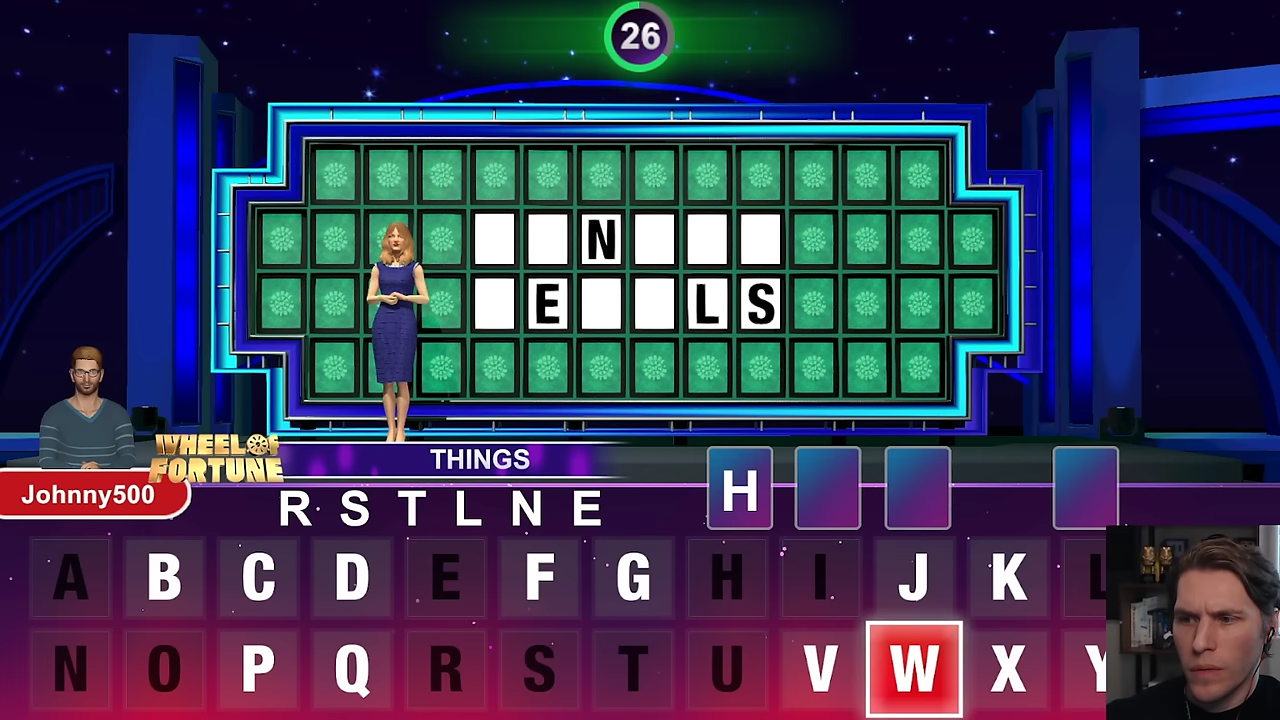 26
N
E L S
WHEEL OF
FORTUNE
THINGS
Johnny500
R S T L N E
H
A B C D E F G H I J K L
N O P Q R S T U V W X Y